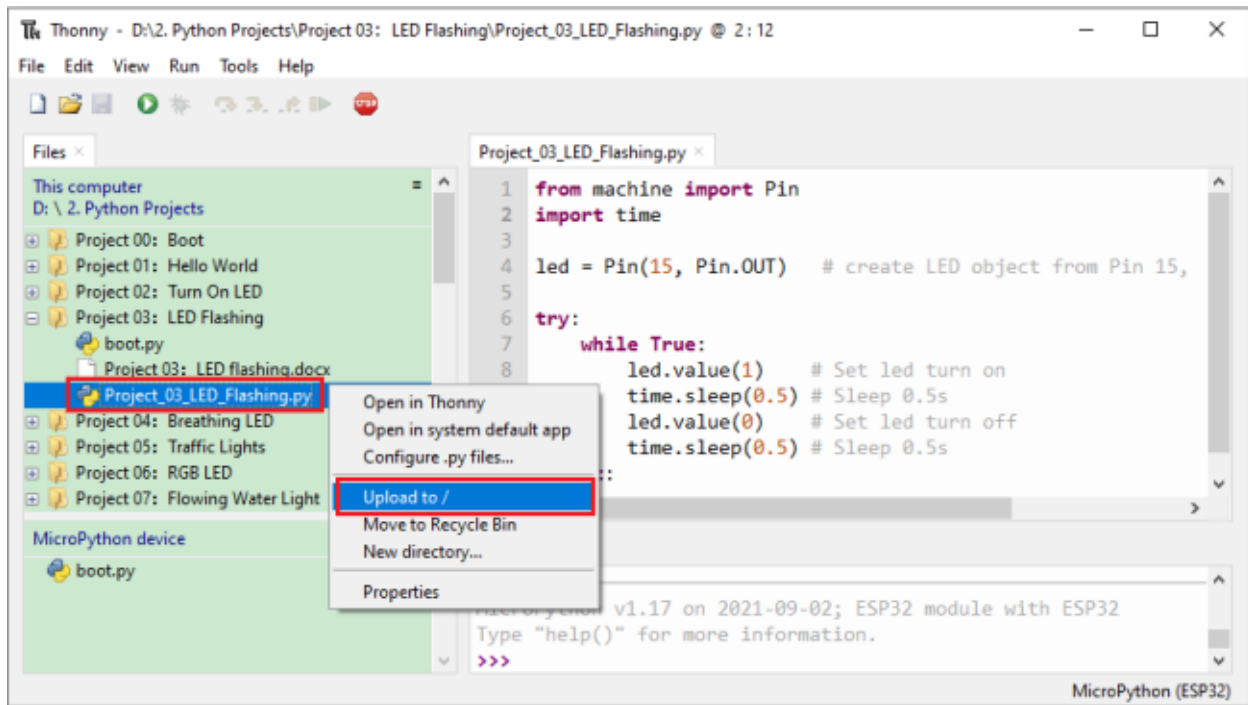 Thonny - D:\2. Python Projects\Project 03: LED Flashing\Project_03_LED_Flashing.py @ 2:12
File Edit View Run Tools Help
Files
This computer
D: \ 2. Python Projects
Project 00: Boot
Project 01: Hello World
Project 02: Turn On LED
Project 03: LED Flashing
boot.py
Project 03: LED flashing.docx
Project_03_LED_Flashing.py
Project 04: Breathing LED
Project 05: Traffic Lights
Project 06: RGB LED
Project 07: Flowing Water Light
MicroPython device
boot.py
Open in Thonny
Open in system default app
Configure .py files...
Upload to /
Move to Recycle Bin
New directory...
Properties
Project_03_LED_Flashing.py
1 from machine import Pin
2 import time
3
4 led = Pin(15, Pin.OUT)   # create LED object from Pin 15,
5
6 try:
7     while True:
8         led.value(1)    # Set led turn on
time.sleep(0.5) # Sleep 0.5s
led.value(0)    # Set led turn off
time.sleep(0.5) # Sleep 0.5s
:
v1.17 on 2021-09-02; ESP32 module with ESP32
Type "help()" for more information.
>>>
MicroPython (ESP32)